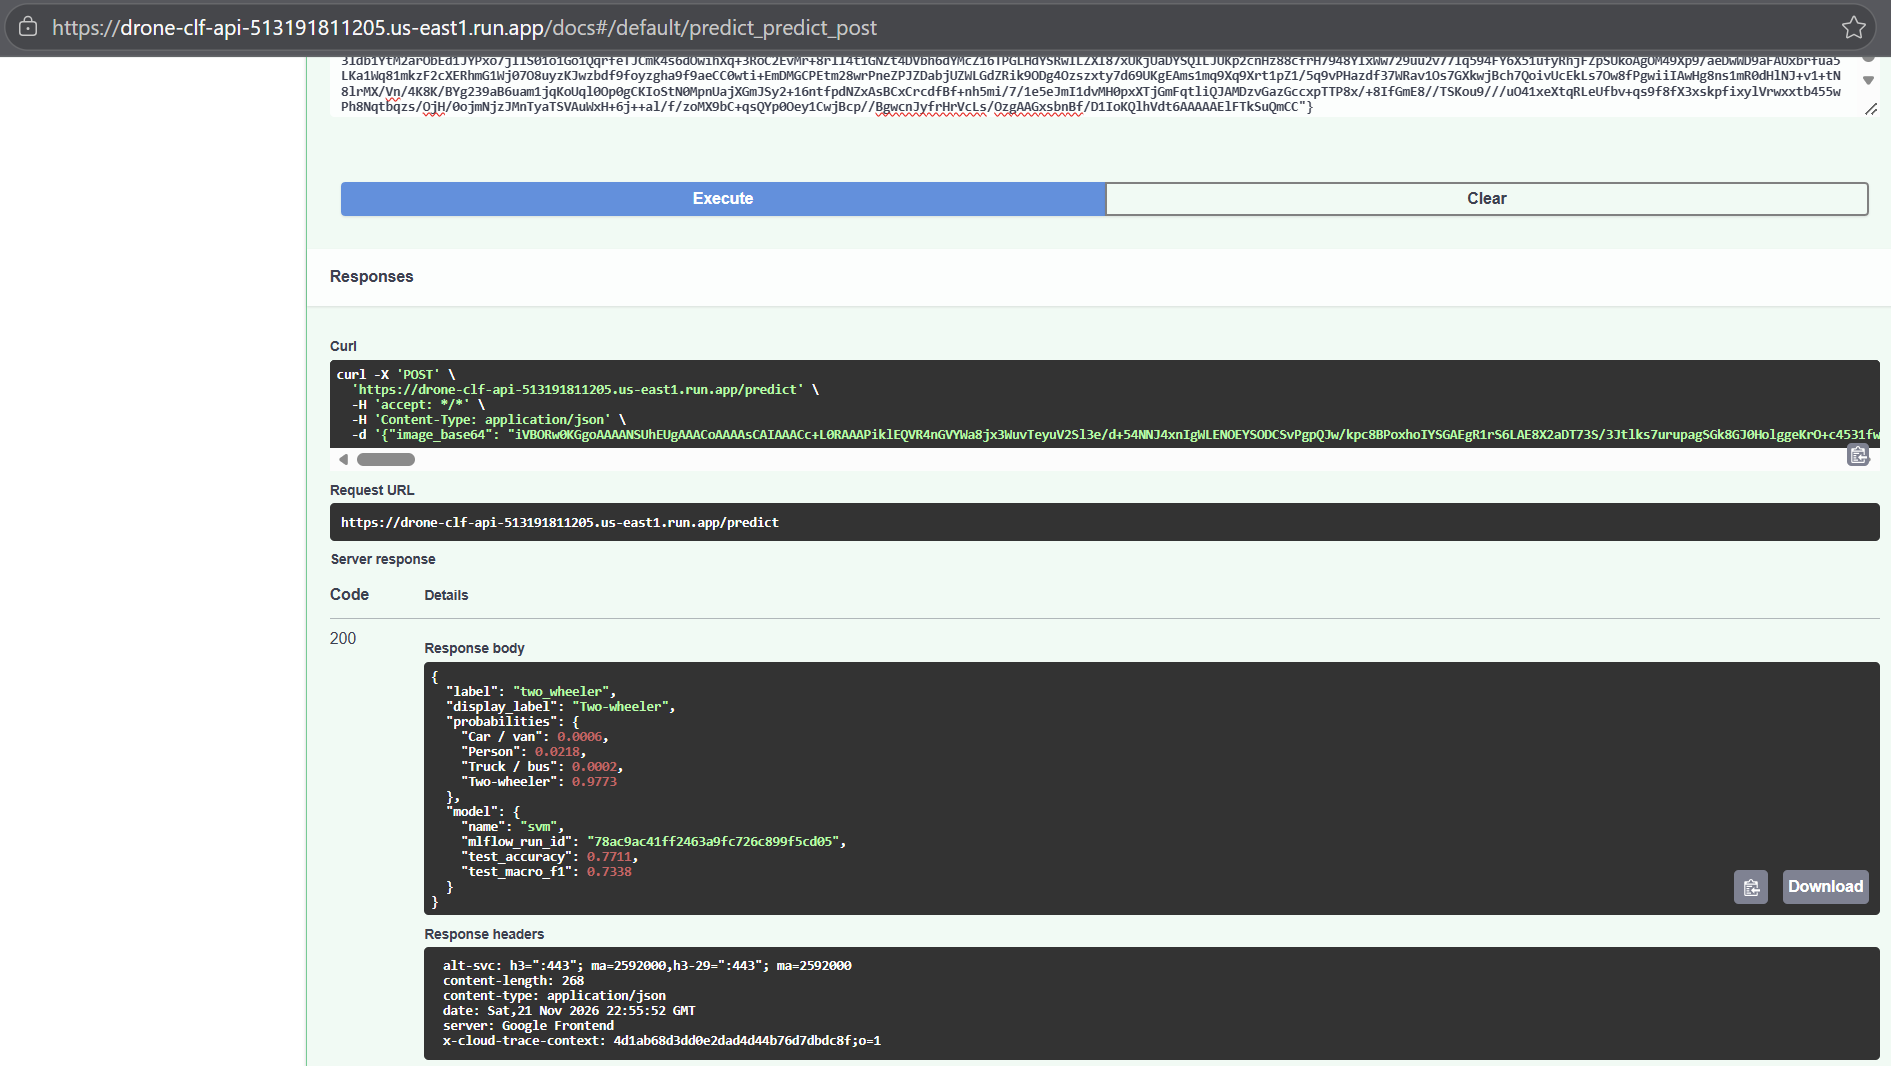 https://drone-clf-api-513191811205.us-east1.run.app/docs#/default/predict_predict_post
Execute
Clear
Responses
Curl
curl -X 'POST' \
'https://drone-clf-api-513191811205.us-east1.run.app/predict' \
-H 'accept: */*' \
-H 'Content-Type: application/json' \
-d '{"image_base64":
Request URL
https://drone-clf-api-513191811205.us-east1.run.app/predict
Server response
Code
Details
200
Response body
{
"label": "two_wheeler",
"display_label": "Two-wheeler",
"probabilities": {
"Car / van": 0.0006,
"Person": 0.0218,
"Truck / bus": 0.0002,
"Two-wheeler": 0.9773
},
"model": {
"name": "svm",
"mlflow_run_id": "78ac9ac41ff2463a9fc726c899f5cd05",
"test_accuracy": 0.7711,
"test_macro_f1": 0.7338
}
}
Download
Response headers
alt-svc: h3=":443"; ma=2592000,h3-29=":443"; ma=2592000
content-length: 268
content-type: application/json
date: Sat,21 Nov 2026 22:55:52 GMT
server: Google Frontend
x-cloud-trace-context: 4d1ab68d3dd0e2dad4d44b76d7dbdc8f;o=1